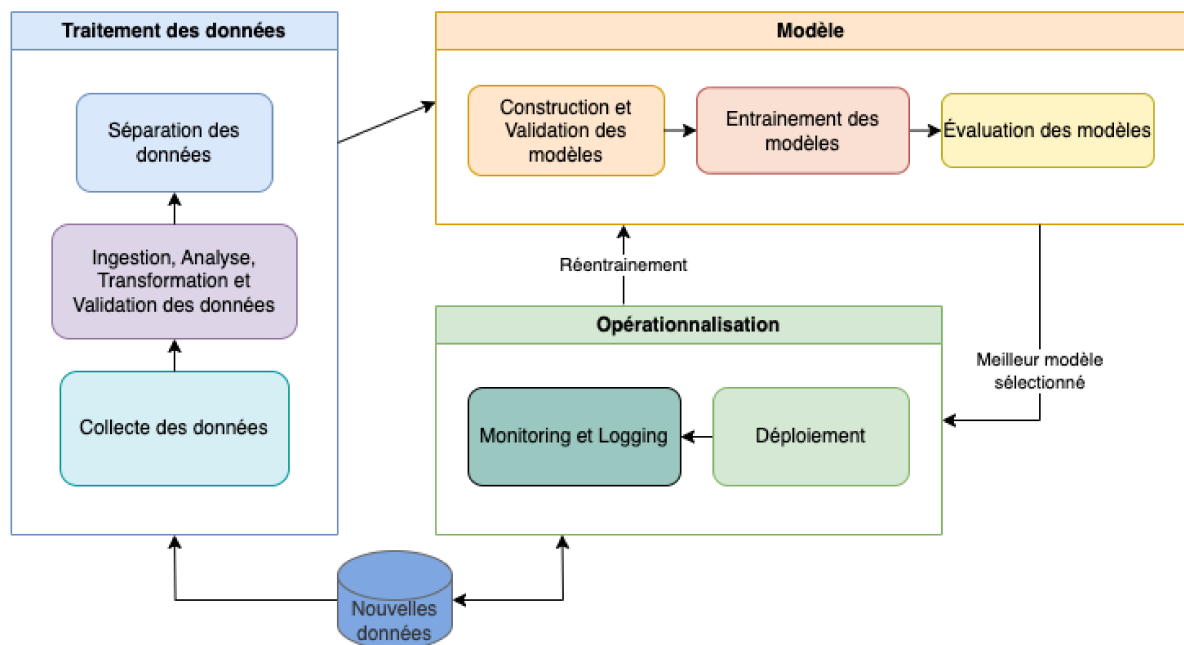 Traitement des données
Séparation des
données
Ingestion, Analyse,
Transformation et
Validation des données
Collecte des données
Modèle
Construction et
Validation des
modèles
Entrainement des
modèles
Évaluation des modèles
Réentrainement
Meilleur modèle
sélectionné
Opérationnalisation
Monitoring et Logging
Déploiement
Nouvelles
données